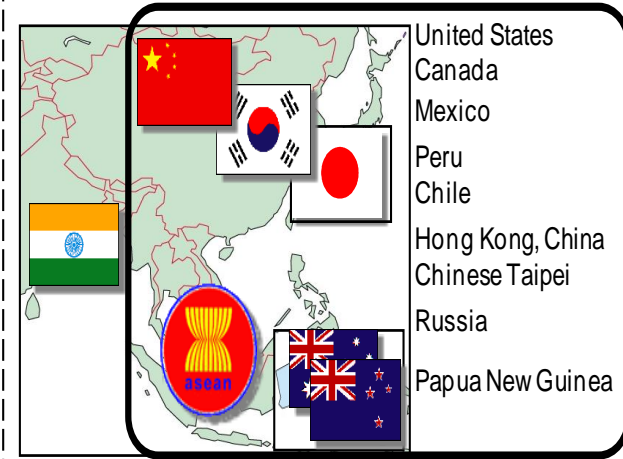 United States
Canada
Mexico
Peru
Chile
Hong Kong, China
Chinese Taipei
Russia
Papua New Guinea
asean